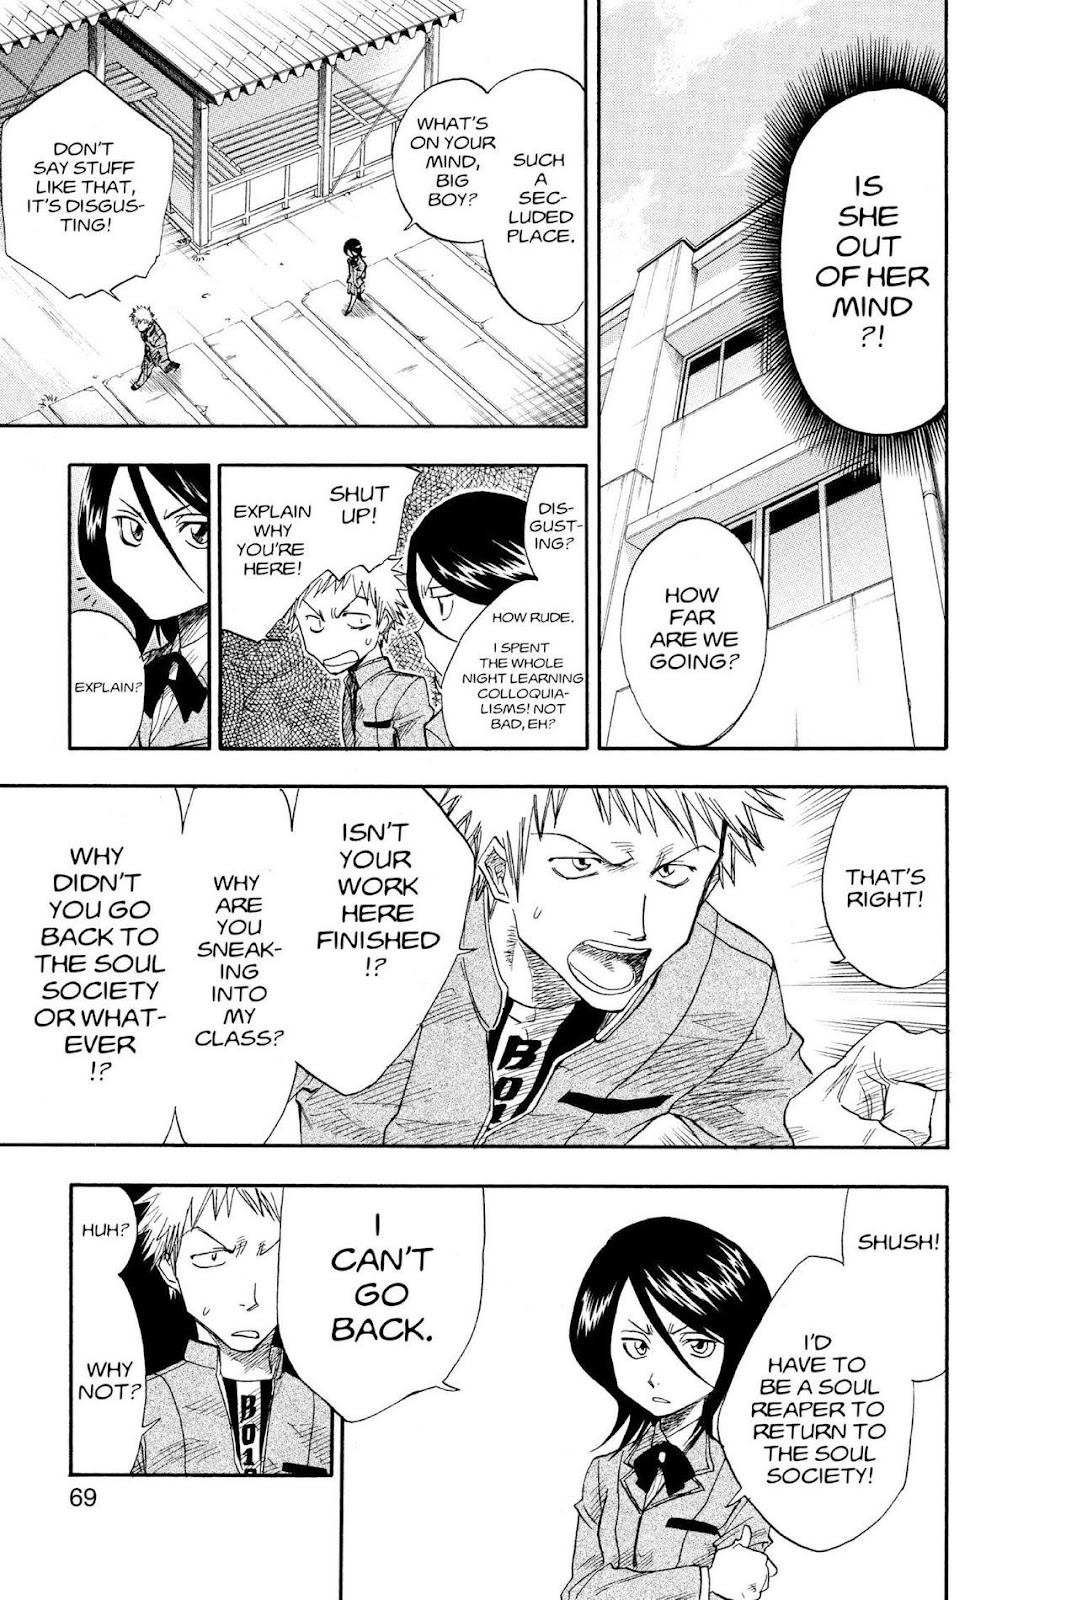 IS
SHE
OUT
OF HER
MIND
?!
HOW
FAR
ARE WE
GOING?
SUCH
A
SEC-
LUDED
PLACE.
WHAT'S
ON YOUR
MIND,
BIG
BOY?
DON'T
SAY STUFF
LIKE THAT,
IT'S DISGUS-
TING!
DIS-
GUST-
ING?
HOW RUDE.
I SPENT
THE WHOLE
NIGHT LEARNING
COLLOQUIA-
LISMS! NOT
BAD, EH?
SHUT
UP!
EXPLAIN
WHY
YOU'RE
HERE!
EXPLAIN?
THAT'S
RIGHT!
ISN'T
YOUR
WORK
HERE
FINISHED
!?
WHY
ARE
YOU
SNEAK-
ING
INTO
MY
CLASS?
WHY
DIDN'T
YOU GO
BACK TO
THE SOUL
SOCIETY
OR WHAT-
EVER
!?
BO1
SHUSH!
I'D
HAVE TO
BE A SOUL
REAPER TO
RETURN TO
THE SOUL
SOCIETY!
I
CAN'T
GO
BACK.
HUH?
WHY
NOT?
BO1
69